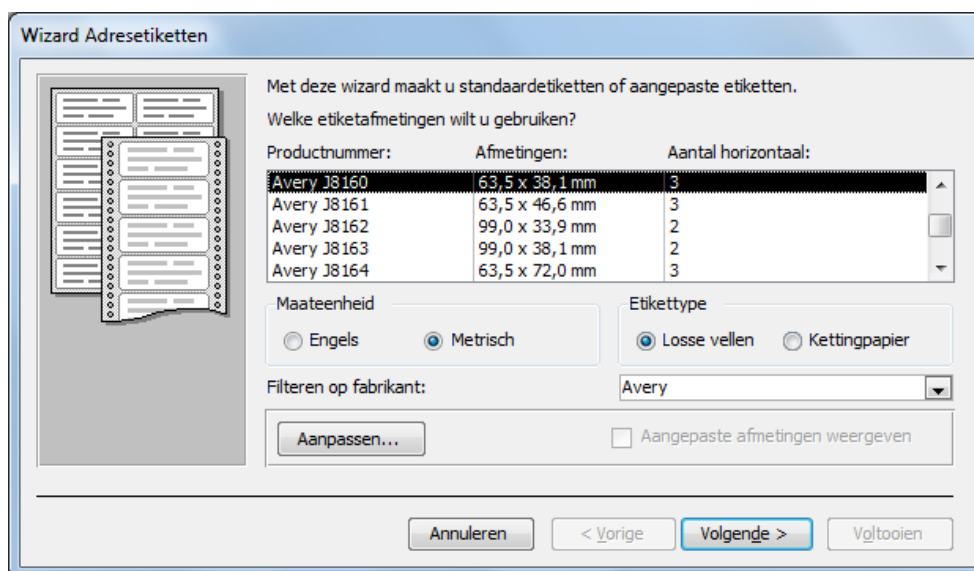 Wizard Adresetiketten
Met deze wizard maakt u standaardetiketten of aangepaste etiketten.
Welke etiketafmetingen wilt u gebruiken?
Productnummer: Afmetingen: Aantal horizontaal:
Avery J8160 63,5 x 38,1 mm 3
Avery J8161 63,5 x 46,6 mm 3
Avery J8162 99,0 x 33,9 mm 2
Avery J8163 99,0 x 38,1 mm 2
Avery J8164 63,5 x 72,0 mm 3
Maateenheid Etikettype
Engels Metrisch Losse vellen Kettingpapier
Filteren op fabrikant: Avery
Aanpassen... Aangepaste afmetingen weergeven
Annuleren < Vorige Volgende > Voltooien